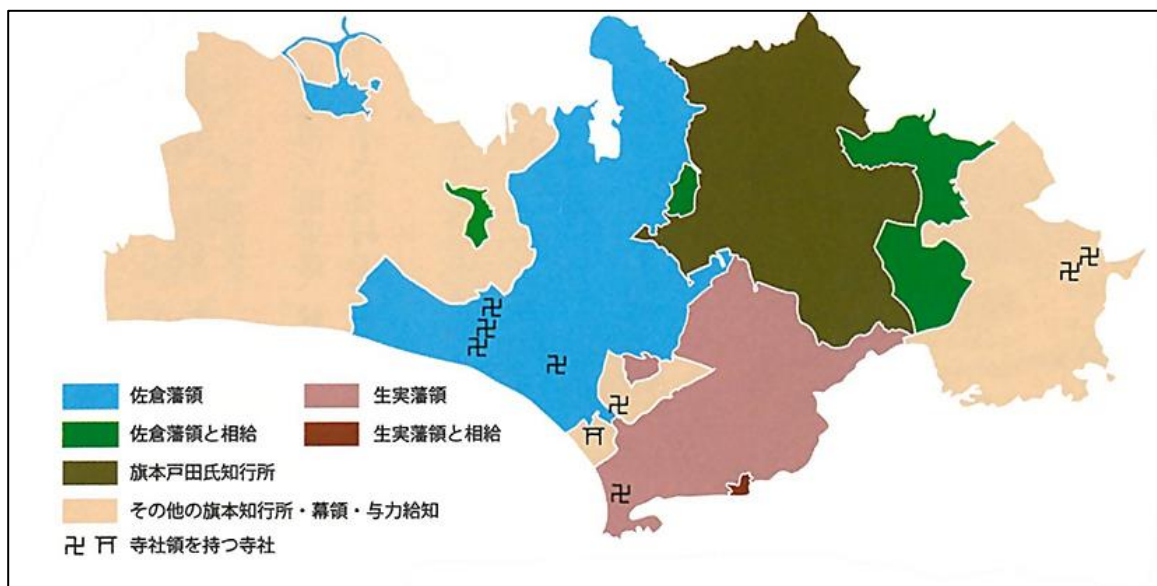 佐倉藩領
生実藩領
佐倉藩領と相給
生実藩領と相給
旗本戸田氏知行所
その他の旗本知行所・幕領・与力給知
卍 ⛩ 寺社領を持つ寺社